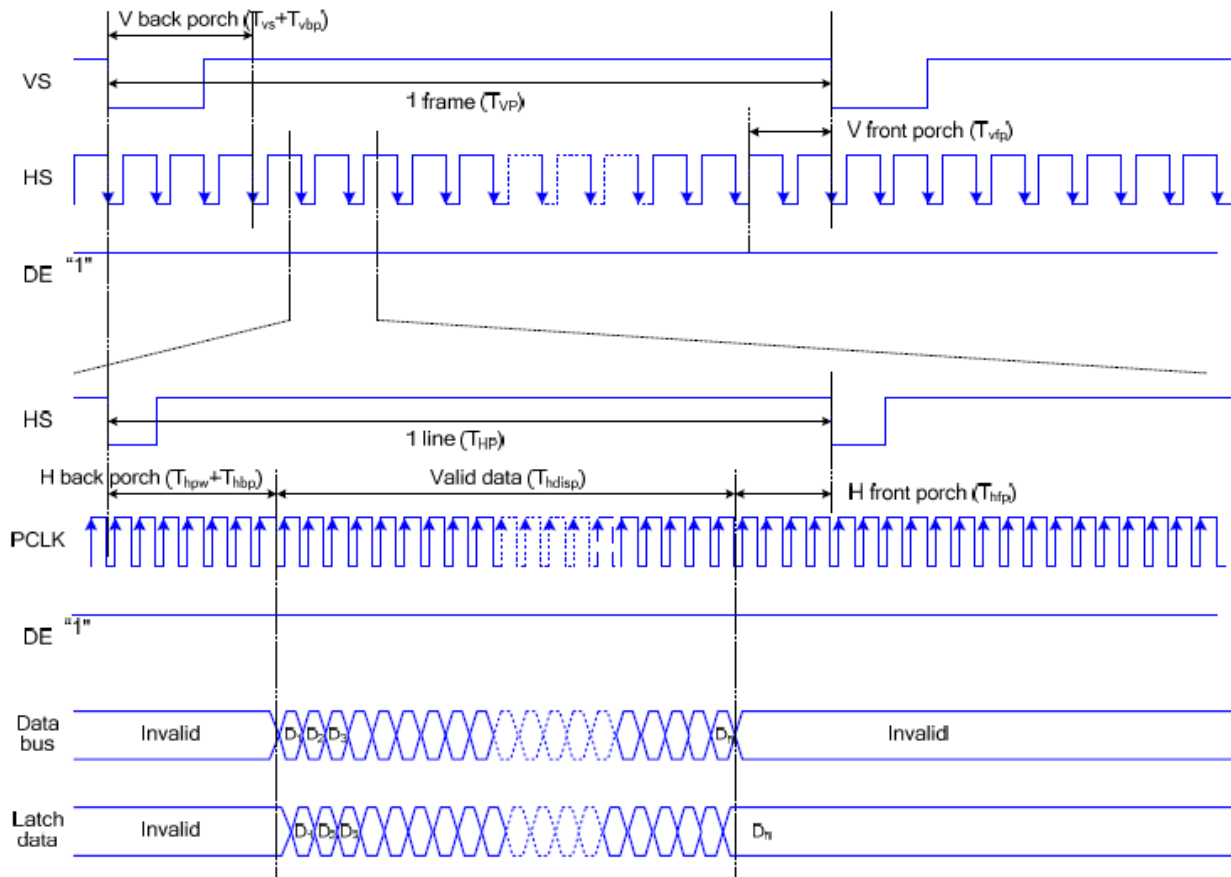 V back porch (Tvs+Tvbp)
VS
1 frame (TVP)
V front porch (Tvfp)
HS
DE "1"
HS
1 line (THP)
H back porch (Thpw+Thbp)
Valid data (Thdisp)
H front porch (Thfp)
PCLK
DE "1"
Data bus
Invalid
D1 D2 D3
Dn
Invalid
Latch data
Invalid
D1 D2 D3
Dn